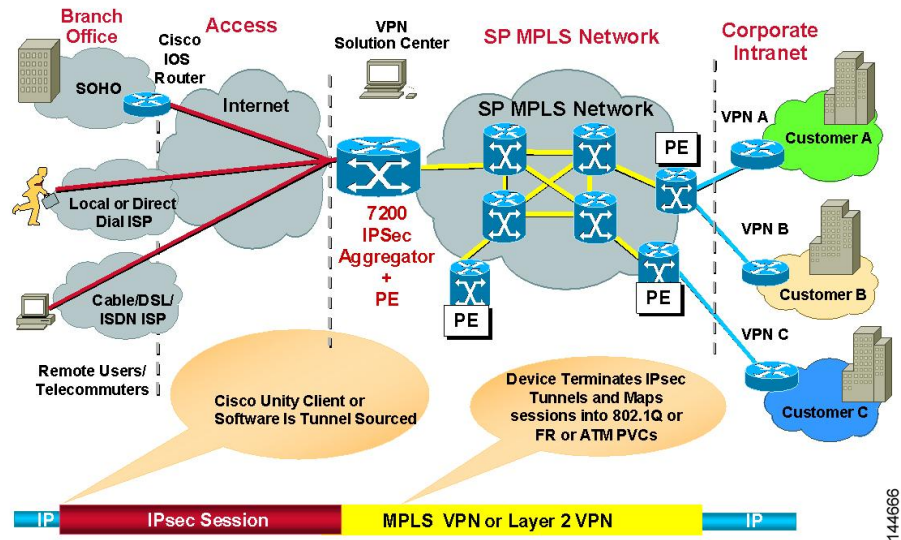 Branch
Office
Access
Cisco
IOS
Router
VPN
Solution Center
SP MPLS Network
Corporate
Intranet
SOHO
Internet
SP MPLS Network
VPN A
Customer A
PE
Local or Direct
Dial ISP
7200
IPSec
Aggregator
+
PE
VPN B
Customer B
PE
PE
Cable/DSL/
ISDN ISP
VPN C
Customer C
Remote Users/
Telecommuters
Cisco Unity Client or
Software Is Tunnel Sourced
Device Terminates IPsec
Tunnels and Maps
sessions into 802.1Q or
FR or ATM PVCs
IP
IPsec Session
MPLS VPN or Layer 2 VPN
IP
144666